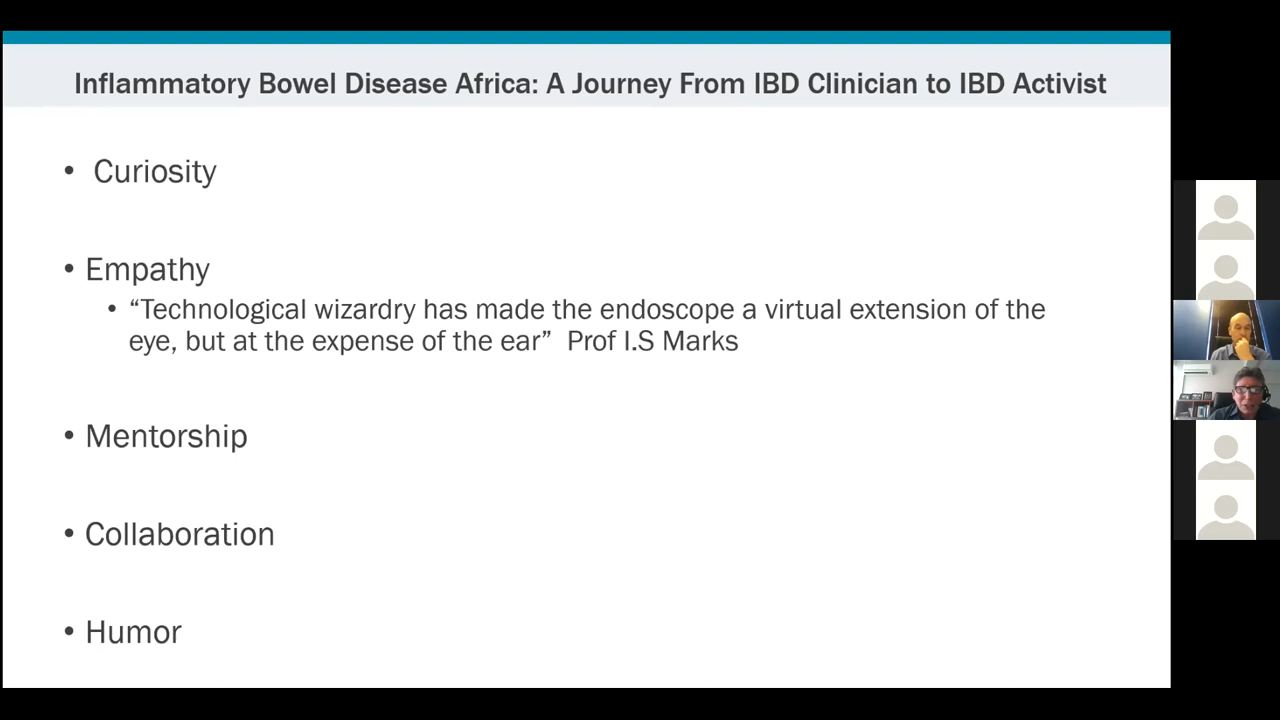 Inflammatory Bowel Disease Africa: A Journey From IBD Clinician to IBD Activist
• Curiosity
• Empathy
• “Technological wizardry has made the endoscope a virtual extension of the
eye, but at the expense of the ear” Prof I.S Marks
• Mentorship
• Collaboration
• Humor